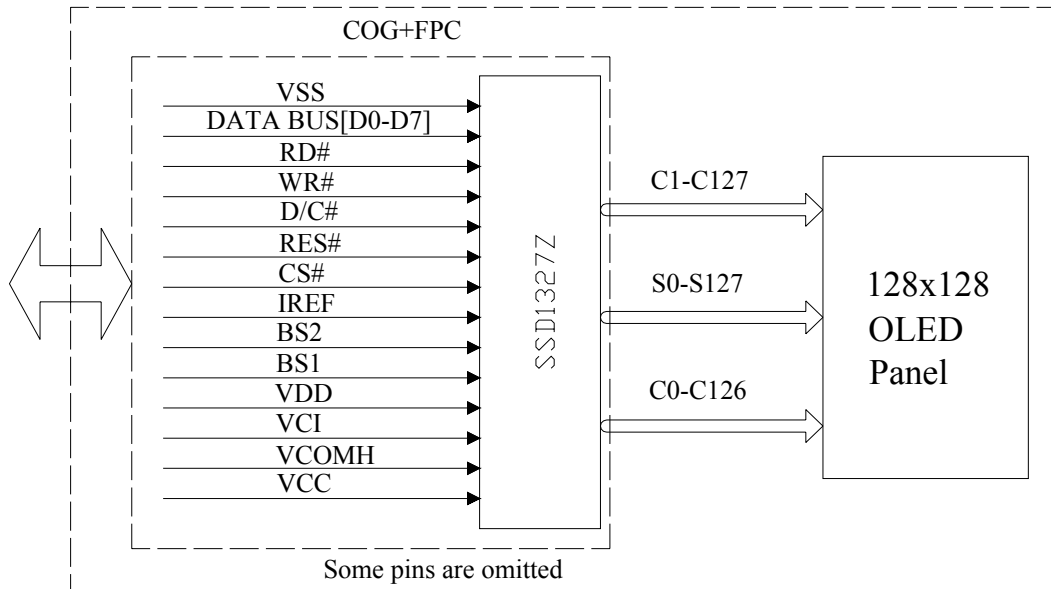 COG+FPC
VSS
DATA BUS[D0-D7]
RD#
WR#
D/C#
RES#
CS#
IREF
BS2
BS1
VDD
VCI
VCOMH
VCC
SSD1327Z
C1-C127
S0-S127
C0-C126
128x128
OLED
Panel
Some pins are omitted